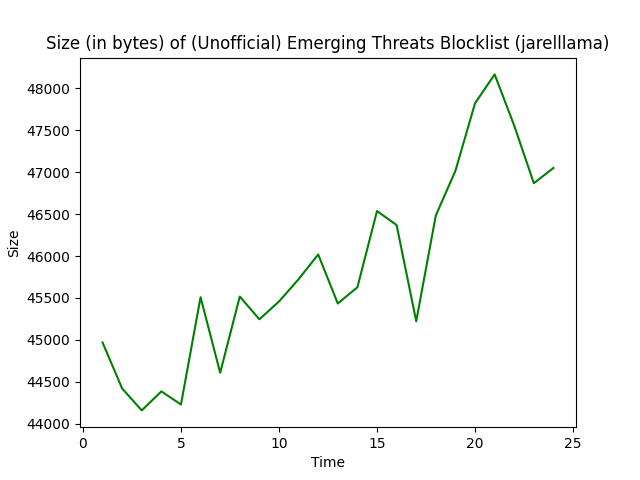 Size (in bytes) of (Unofficial) Emerging Threats Blocklist (jarelllama)
48000
47500
47000
46500
46000
45500
45000
44500
44000
Size
0 5 10 15 20 25
Time